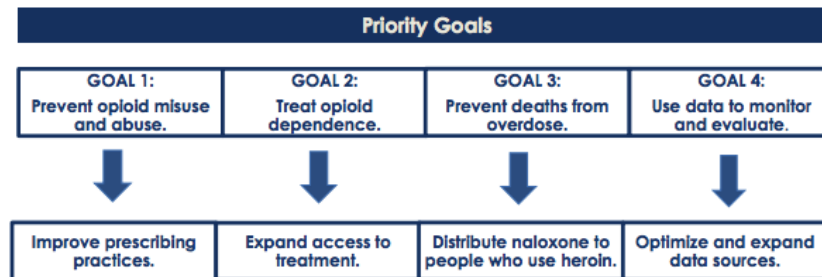 Priority Goals
GOAL 1:
Prevent opioid misuse
and abuse.
GOAL 2:
Treat opioid
dependence.
GOAL 3:
Prevent deaths from
overdose.
GOAL 4:
Use data to monitor
and evaluate.
Improve prescribing
practices.
Expand access to
treatment.
Distribute naloxone to
people who use heroin.
Optimize and expand
data sources.